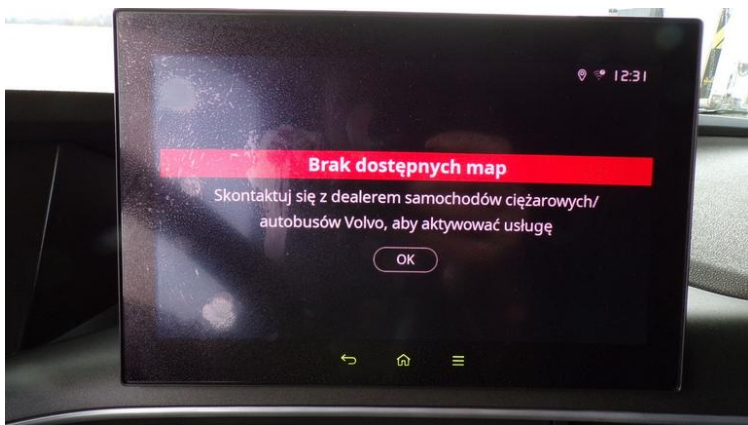 12:31
Brak dostępnych map
Skontaktuj się z dealerem samochodów ciężarowych/
autobusów Volvo, aby aktywować usługę
OK